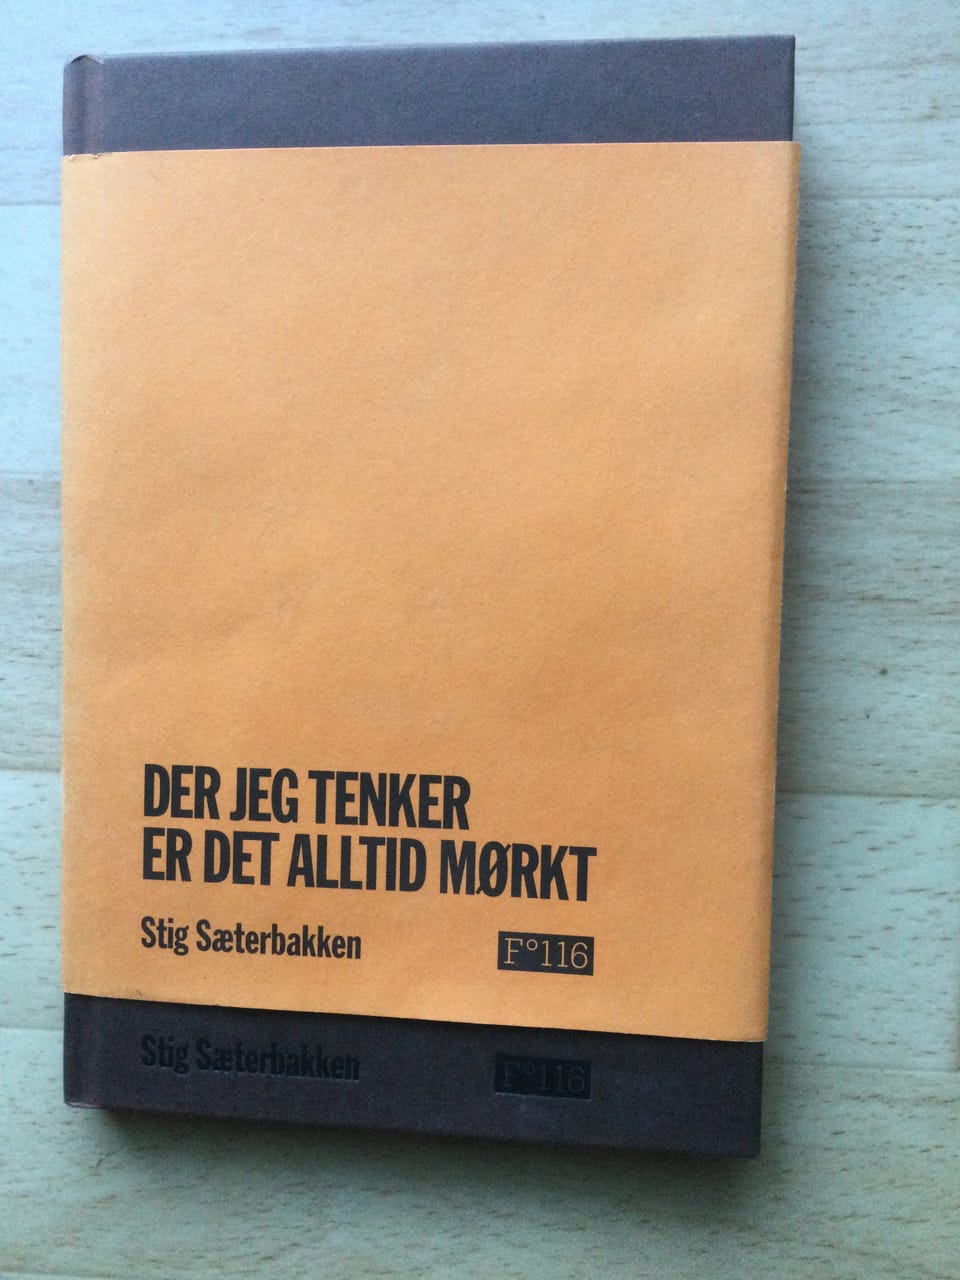 DER JEG TENKER
ER DET ALLTID MØRKT
Stig Sæterbakken
F°116
Stig Sæterbakken
F°116